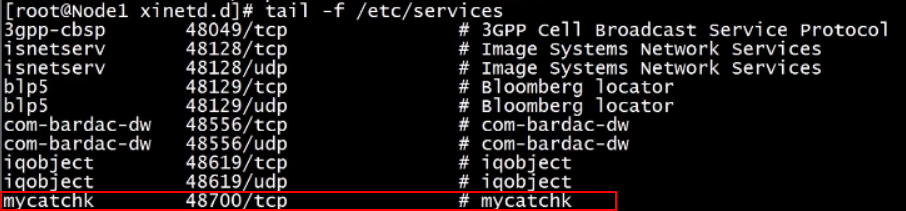 [root@Node1 xinetd.d]# tail -f /etc/services
3gpp-cbsp 48049/tcp # 3GPP Cell Broadcast Service Protocol
isnetserv 48128/tcp # Image Systems Network Services
isnetserv 48128/udp # Image Systems Network Services
blp5 48129/tcp # Bloomberg locator
blp5 48129/udp # Bloomberg locator
com-bardac-dw 48556/tcp # com-bardac-dw
com-bardac-dw 48556/udp # com-bardac-dw
iqobject 48619/tcp # iqobject
iqobject 48619/udp # iqobject
mycatchk 48700/tcp # mycatchk